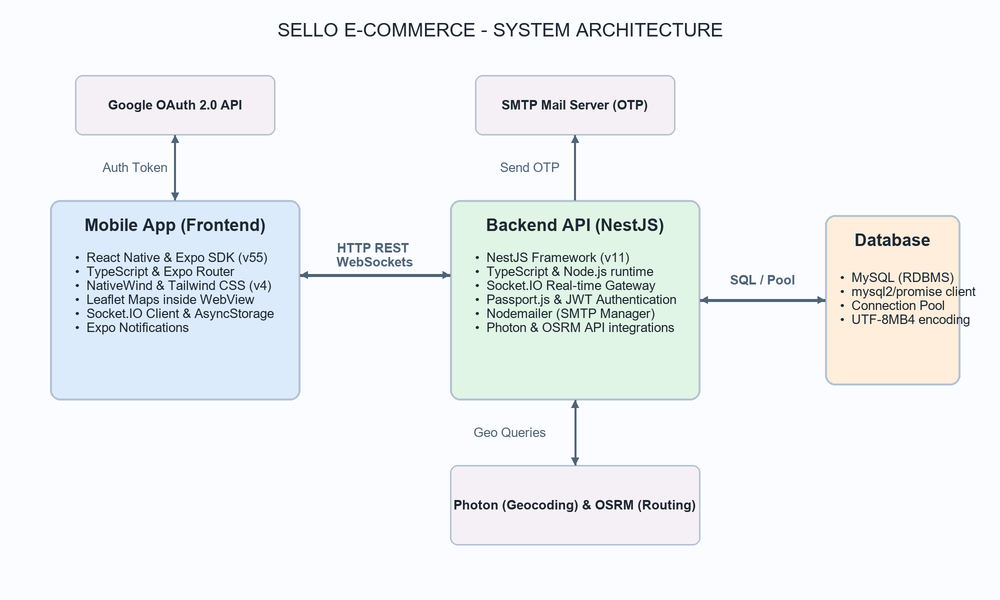 SELLO E-COMMERCE - SYSTEM ARCHITECTURE
Google OAuth 2.0 API
SMTP Mail Server (OTP)
Auth Token
Send OTP
Mobile App (Frontend)
• React Native & Expo SDK (v55)
• TypeScript & Expo Router
• NativeWind & Tailwind CSS (v4)
• Leaflet Maps inside WebView
• Socket.IO Client & AsyncStorage
• Expo Notifications
HTTP REST
WebSockets
Backend API (NestJS)
• NestJS Framework (v11)
• TypeScript & Node.js runtime
• Socket.IO Real-time Gateway
• Passport.js & JWT Authentication
• Nodemailer (SMTP Manager)
• Photon & OSRM API integrations
SQL / Pool
Database
• MySQL (RDBMS)
• mysql2/promise client
• Connection Pool
• UTF-8MB4 encoding
Geo Queries
Photon (Geocoding) & OSRM (Routing)